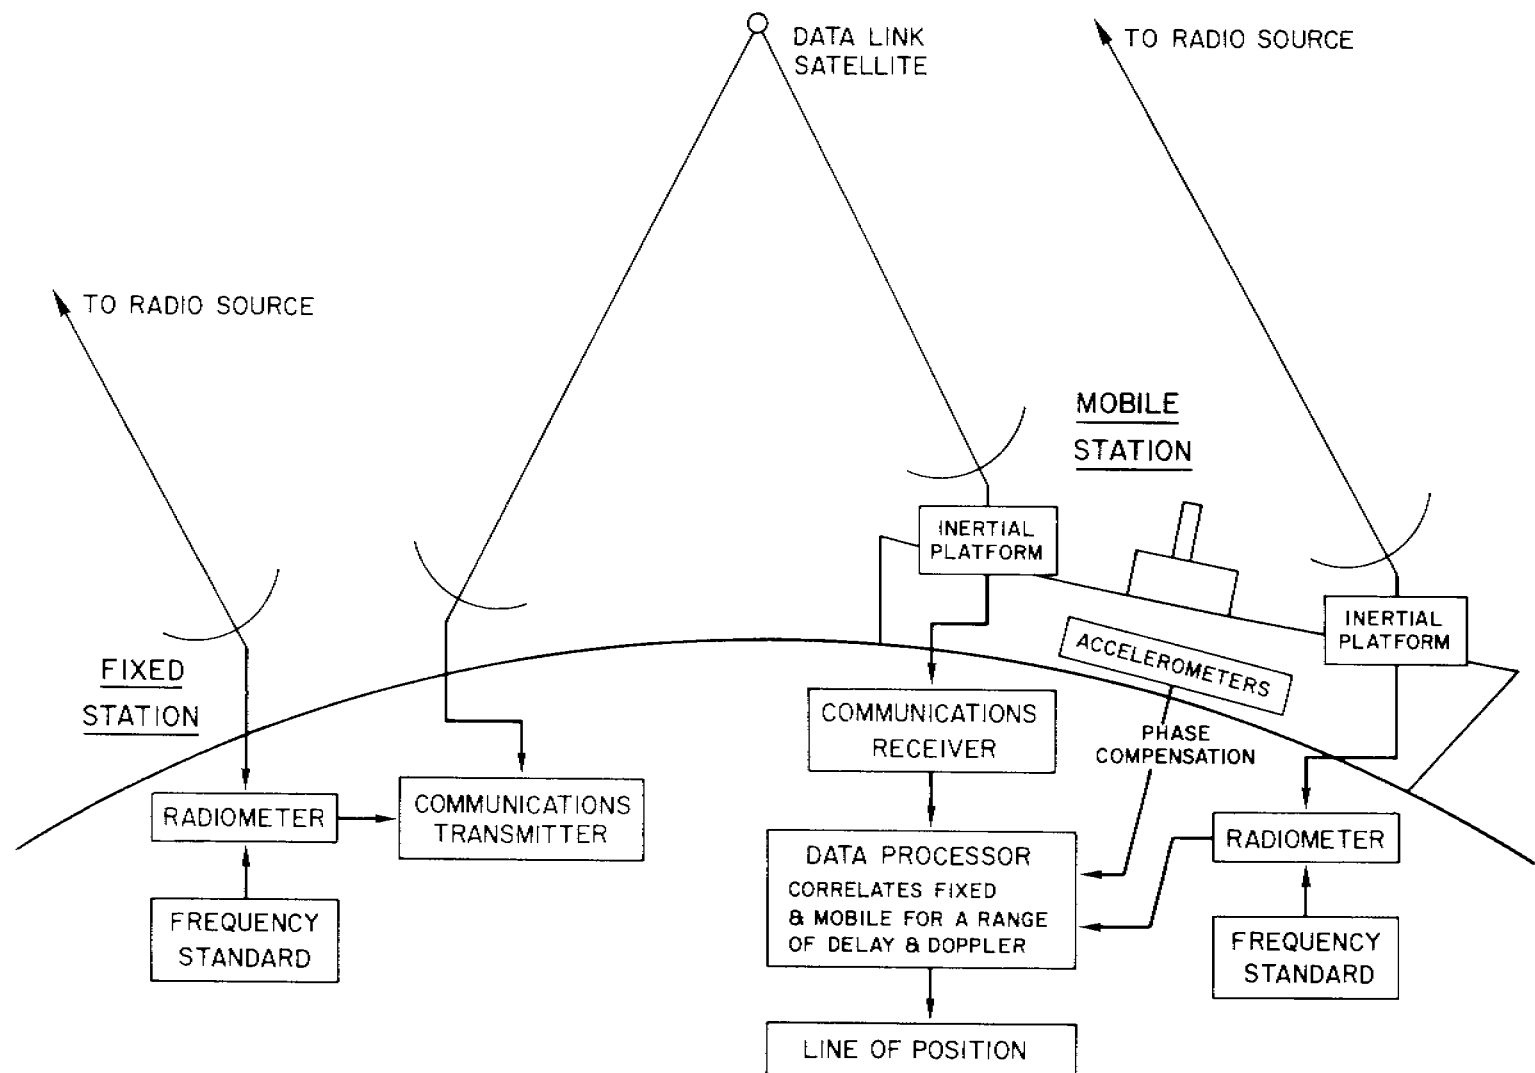 DATA LINK
SATELLITE
TO RADIO SOURCE
TO RADIO SOURCE
MOBILE
STATION
INERTIAL
PLATFORM
INERTIAL
PLATFORM
ACCELEROMETERS
FIXED
STATION
COMMUNICATIONS
RECEIVER
PHASE
COMPENSATION
RADIOMETER
COMMUNICATIONS
TRANSMITTER
RADIOMETER
DATA PROCESSOR
CORRELATES FIXED
& MOBILE FOR A RANGE
OF DELAY & DOPPLER
FREQUENCY
STANDARD
FREQUENCY
STANDARD
LINE OF POSITION